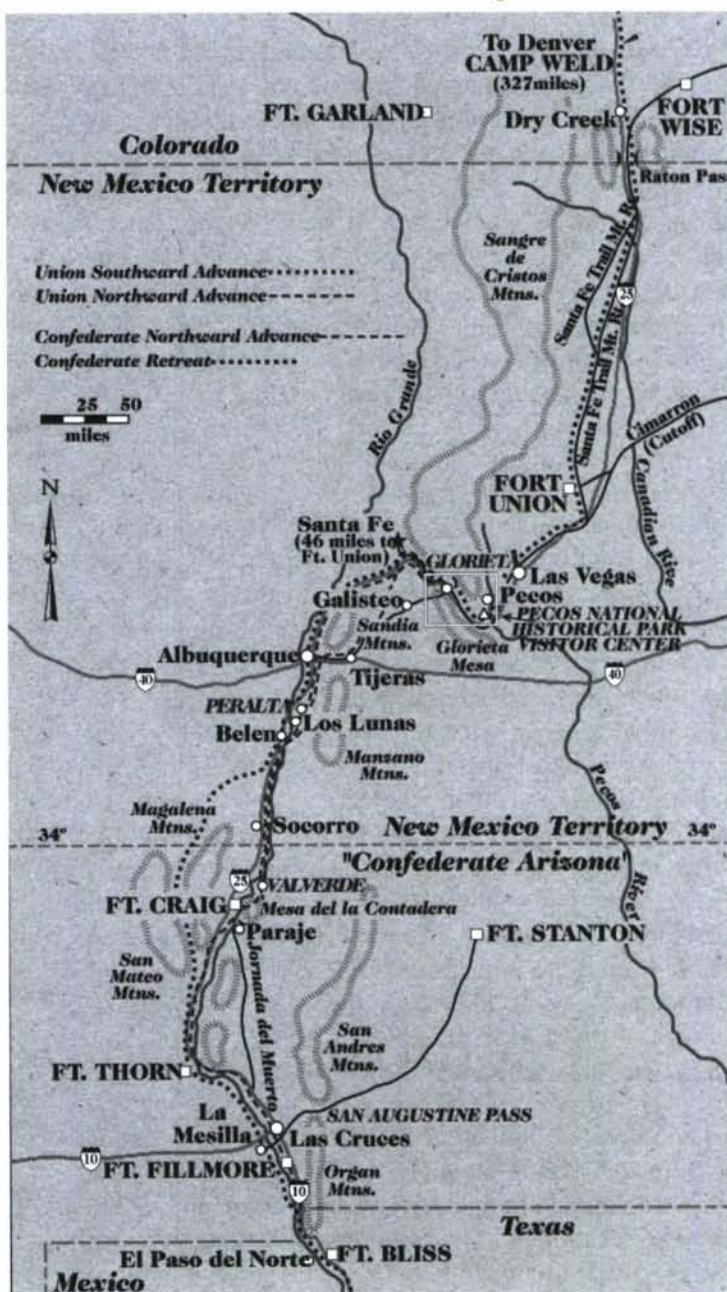 To Denver
CAMP WELD
(327miles)
FT. GARLAND
Dry Creek
FORT
WISE
Colorado
New Mexico Territory
Raton Pass
Union Southward Advance
Union Northward Advance
Confederate Northward Advance
Confederate Retreat
Sangre
de
Cristos
Mtns.
Santa Fe Trail Mt. R.
25
Santa Fe Trail Mt. Rt.
25 50
miles
Rio Grande
Cimarron
(Cutoff)
N
FORT
UNION
Canadian River
Santa Fe
(46 miles to
Ft. Union)
GLORIETA
Las Vegas
Galisteo
Pecos
PECOS NATIONAL
HISTORICAL PARK
VISITOR CENTER
Sandia
Mtns.
Glorieta
Mesa
Albuquerque
Tijeras
40
40
PERALTA
Los Lunas
Belen
Manzano
Mtns.
Pecos River
Magalena
Mtns.
Socorro
New Mexico Territory
34°
34°
"Confederate Arizona"
25
VALVERDE
FT. CRAIG
Mesa del la Contadera
Paraje
FT. STANTON
San
Mateo
Mtns.
Jornada del Muerto
San
Andres
Mtns.
FT. THORN
La
Mesilla
SAN AUGUSTINE PASS
Las Cruces
10
FT. FILLMORE
10
Organ
Mtns.
Texas
El Paso del Norte
FT. BLISS
Mexico